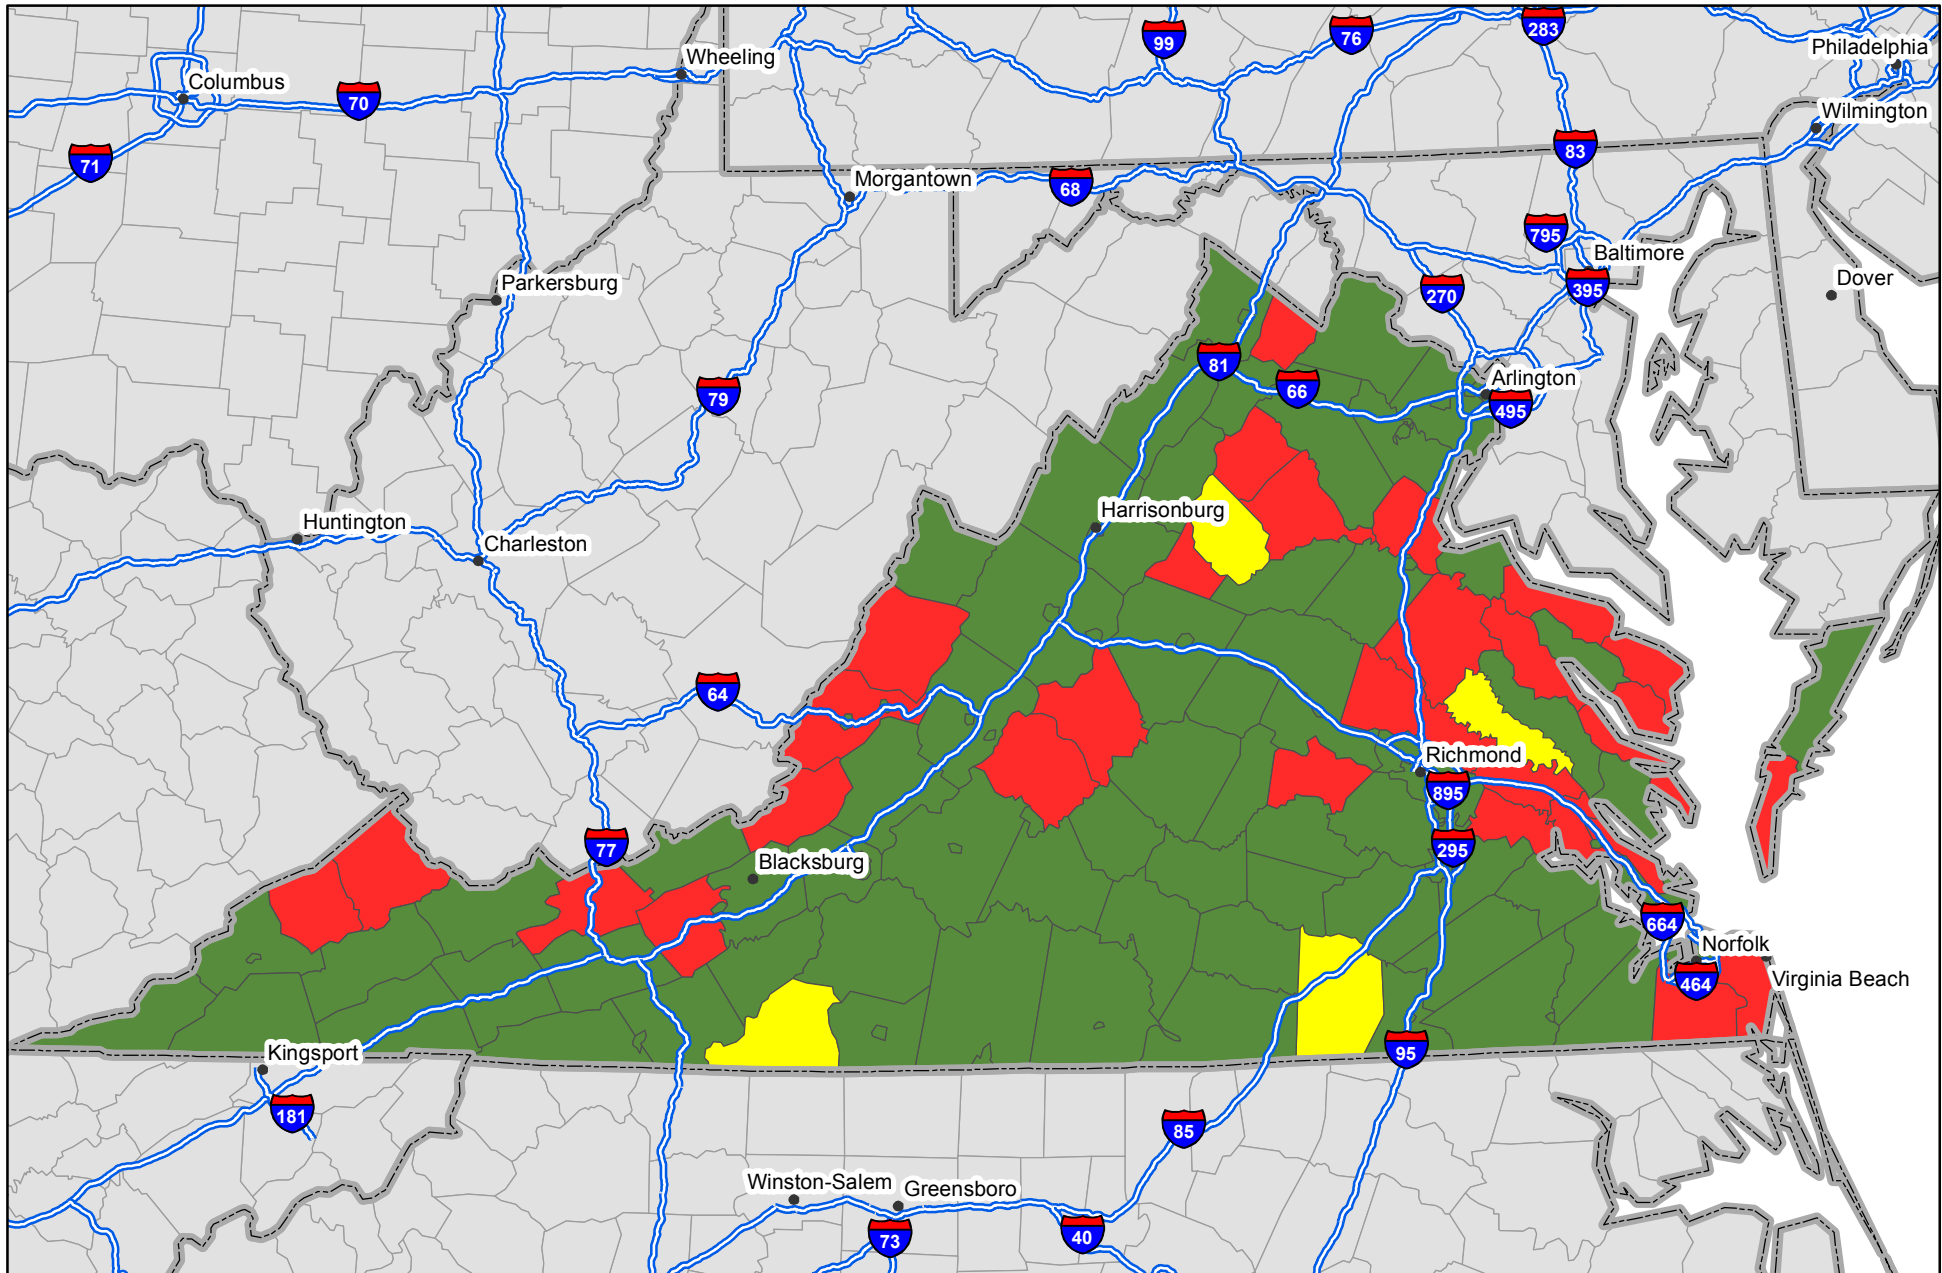 99
76
283
Philadelphia
Wheeling
Columbus
70
Wilmington
71
83
Morgantown
68
795
Baltimore
Parkersburg
270
395
Dover
81
66
Arlington
79
495
Harrisonburg
Huntington
Charleston
64
Richmond
895
77
Blacksburg
295
664
Norfolk
464
Virginia Beach
Kingsport
95
181
85
Winston-Salem
Greensboro
73
40